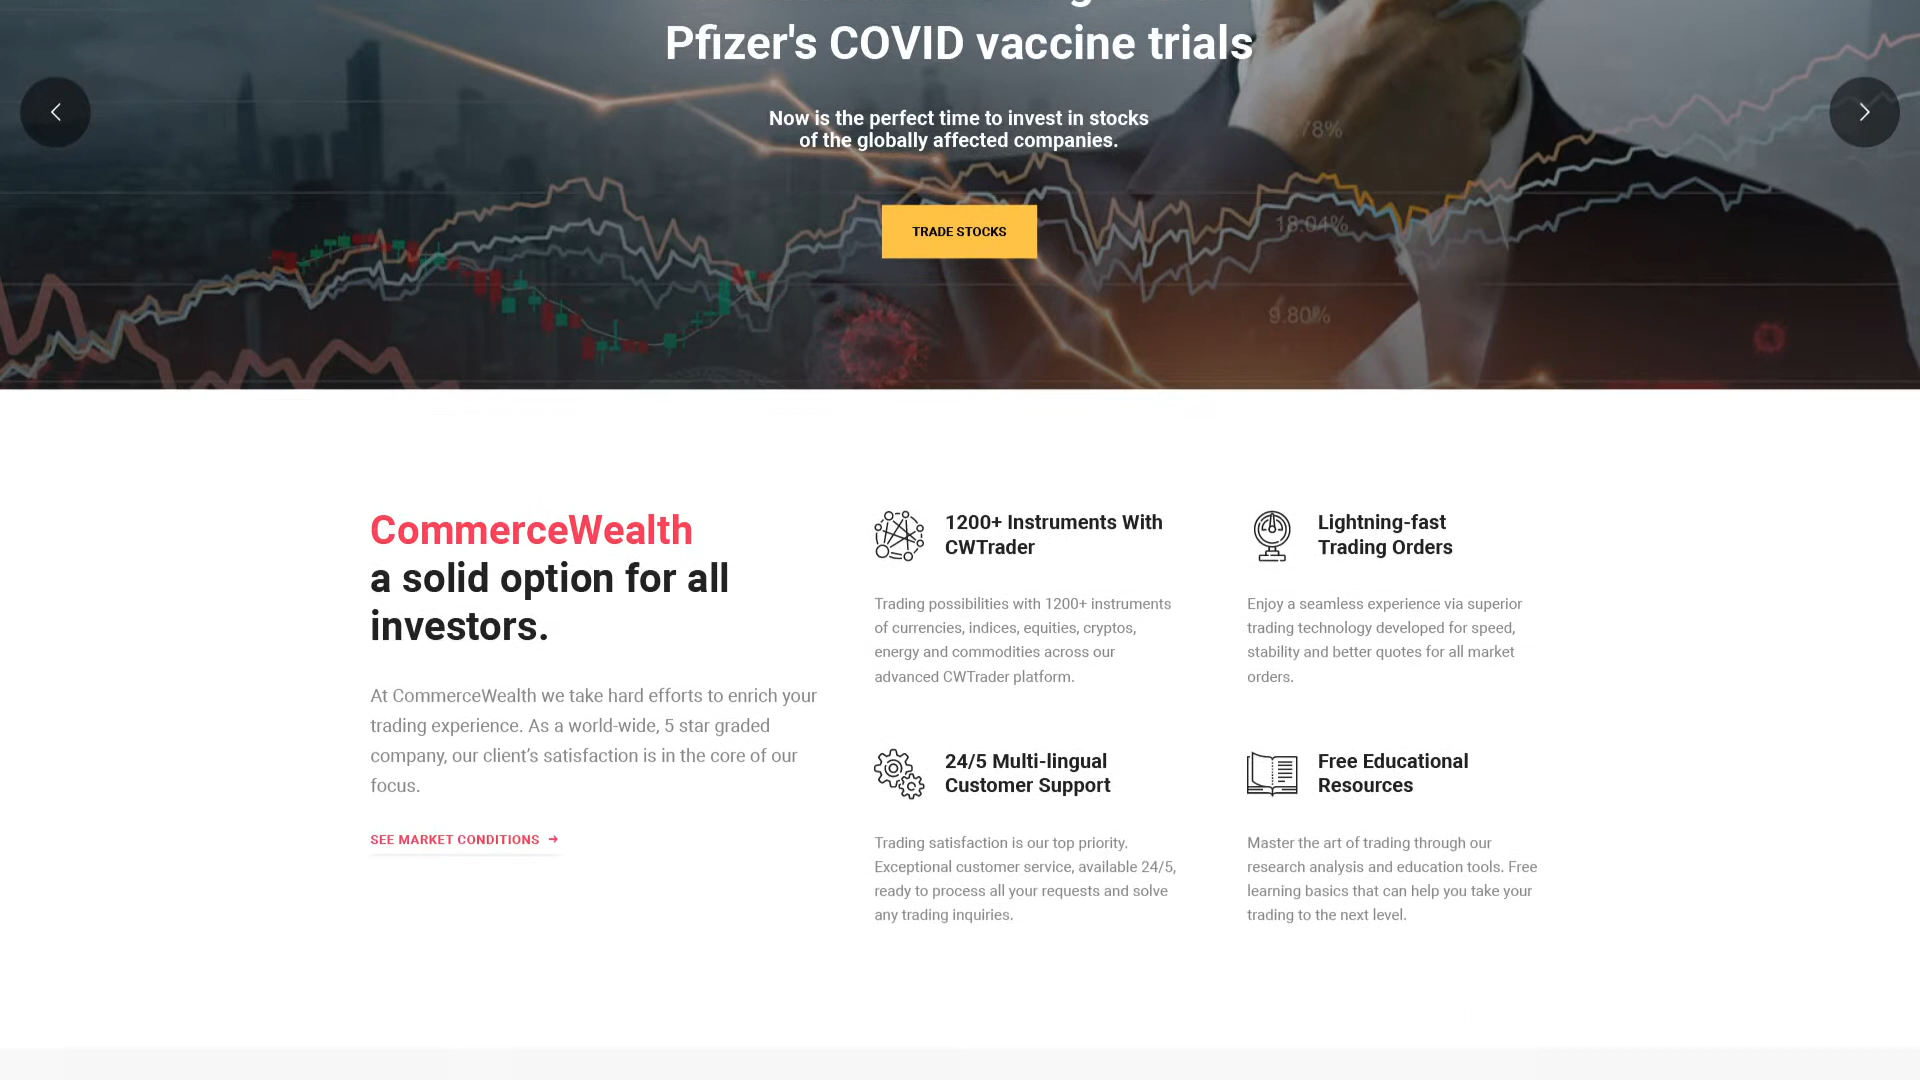 Pfizer's COVID vaccine trials
Now is the perfect time to invest in stocks
of the globally affected companies.
.78%
18.04%
9.80%
TRADE STOCKS
CommerceWealth
a solid option for all
investors.
At CommerceWealth we take hard efforts to enrich your
trading experience. As a world-wide, 5 star graded
company, our client’s satisfaction is in the core of our
focus.
SEE MARKET CONDITIONS →
1200+ Instruments With
CWTrader
Trading possibilities with 1200+ instruments
of currencies, indices, equities, cryptos,
energy and commodities across our
advanced CWTrader platform.
Lightning-fast
Trading Orders
Enjoy a seamless experience via superior
trading technology developed for speed,
stability and better quotes for all market
orders.
24/5 Multi-lingual
Customer Support
Trading satisfaction is our top priority.
Exceptional customer service, available 24/5,
ready to process all your requests and solve
any trading inquiries.
Free Educational
Resources
Master the art of trading through our
research analysis and education tools. Free
learning basics that can help you take your
trading to the next level.